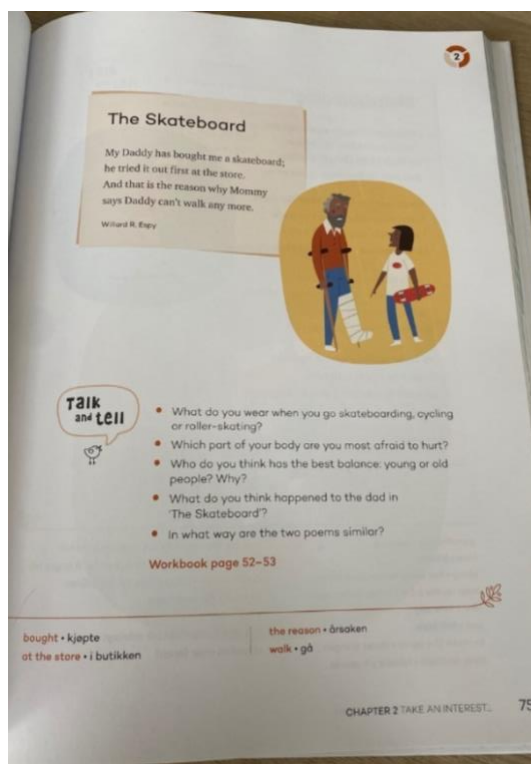 2
The Skateboard
My Daddy has bought me a skateboard;
he tried it out first at the store.
And that is the reason why Mommy
says Daddy can't walk any more.
Willard R. Espy
Talk
and tell
• What do you wear when you go skateboarding, cycling
or roller-skating?
• Which part of your body are you most afraid to hurt?
• Who do you think has the best balance: young or old
people? Why?
• What do you think happened to the dad in
'The Skateboard'?
• In what way are the two poems similar?
Workbook page 52–53
bought • kjøpte
at the store • i butikken
the reason • årsaken
walk • gå
CHAPTER 2 TAKE AN INTEREST...
75